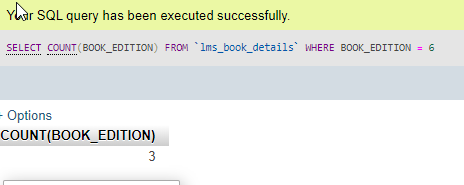 Your SQL query has been executed successfully.
SELECT COUNT(BOOK_EDITION) FROM `lms_book_details` WHERE BOOK_EDITION = 6
+ Options
COUNT(BOOK_EDITION)
3